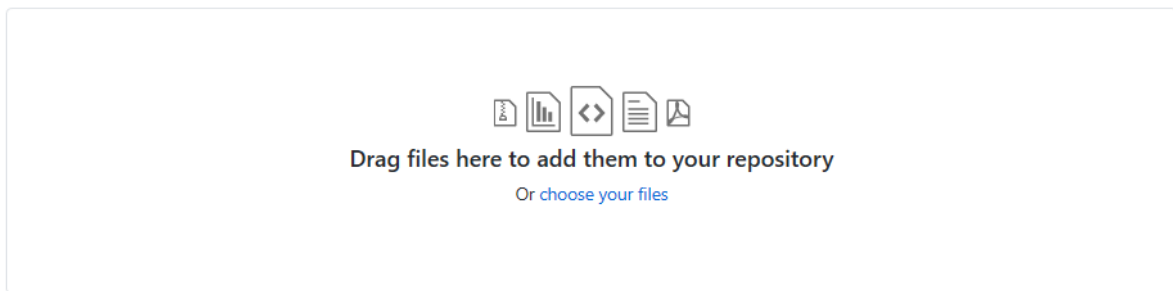 Drag files here to add them to your repository
Or choose your files